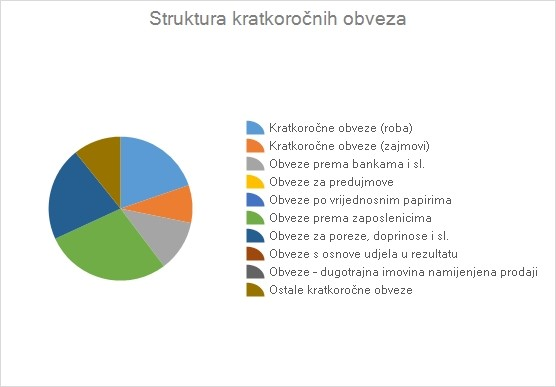 Struktura kratkoročnih obveza
Kratkoročne obveze (roba)
Kratkoročne obveze (zajmovi)
Obveze prema bankama i sl.
Obveze za predujmove
Obveze po vrijednosnim papirima
Obveze prema zaposlenicima
Obveze za poreze, doprinose i sl.
Obveze s osnove udjela u rezultatu
Obveze – dugotrajna imovina namijenjena prodaji
Ostale kratkoročne obveze